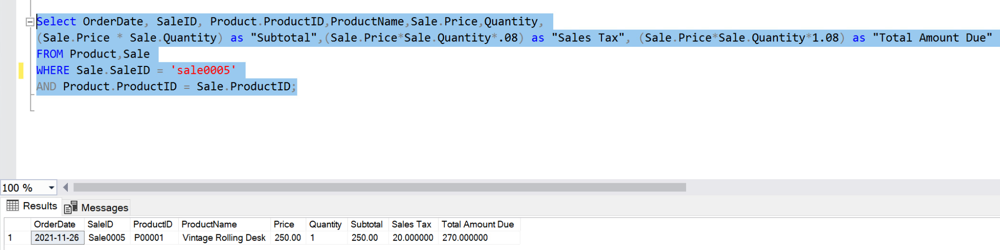 Select OrderDate, SaleID, Product.ProductID,ProductName,Sale.Price,Quantity,
(Sale.Price * Sale.Quantity) as "Subtotal",(Sale.Price*Sale.Quantity*.08) as "Sales Tax", (Sale.Price*Sale.Quantity*1.08) as "Total Amount Due"
FROM Product,Sale
WHERE Sale.SaleID = 'sale0005'
AND Product.ProductID = Sale.ProductID;
100 %
Results Messages
OrderDate SaleID ProductID ProductName Price Quantity Subtotal Sales Tax Total Amount Due
1 2021-11-26 Sale0005 P00001 Vintage Rolling Desk 250.00 1 250.00 20.000000 270.000000